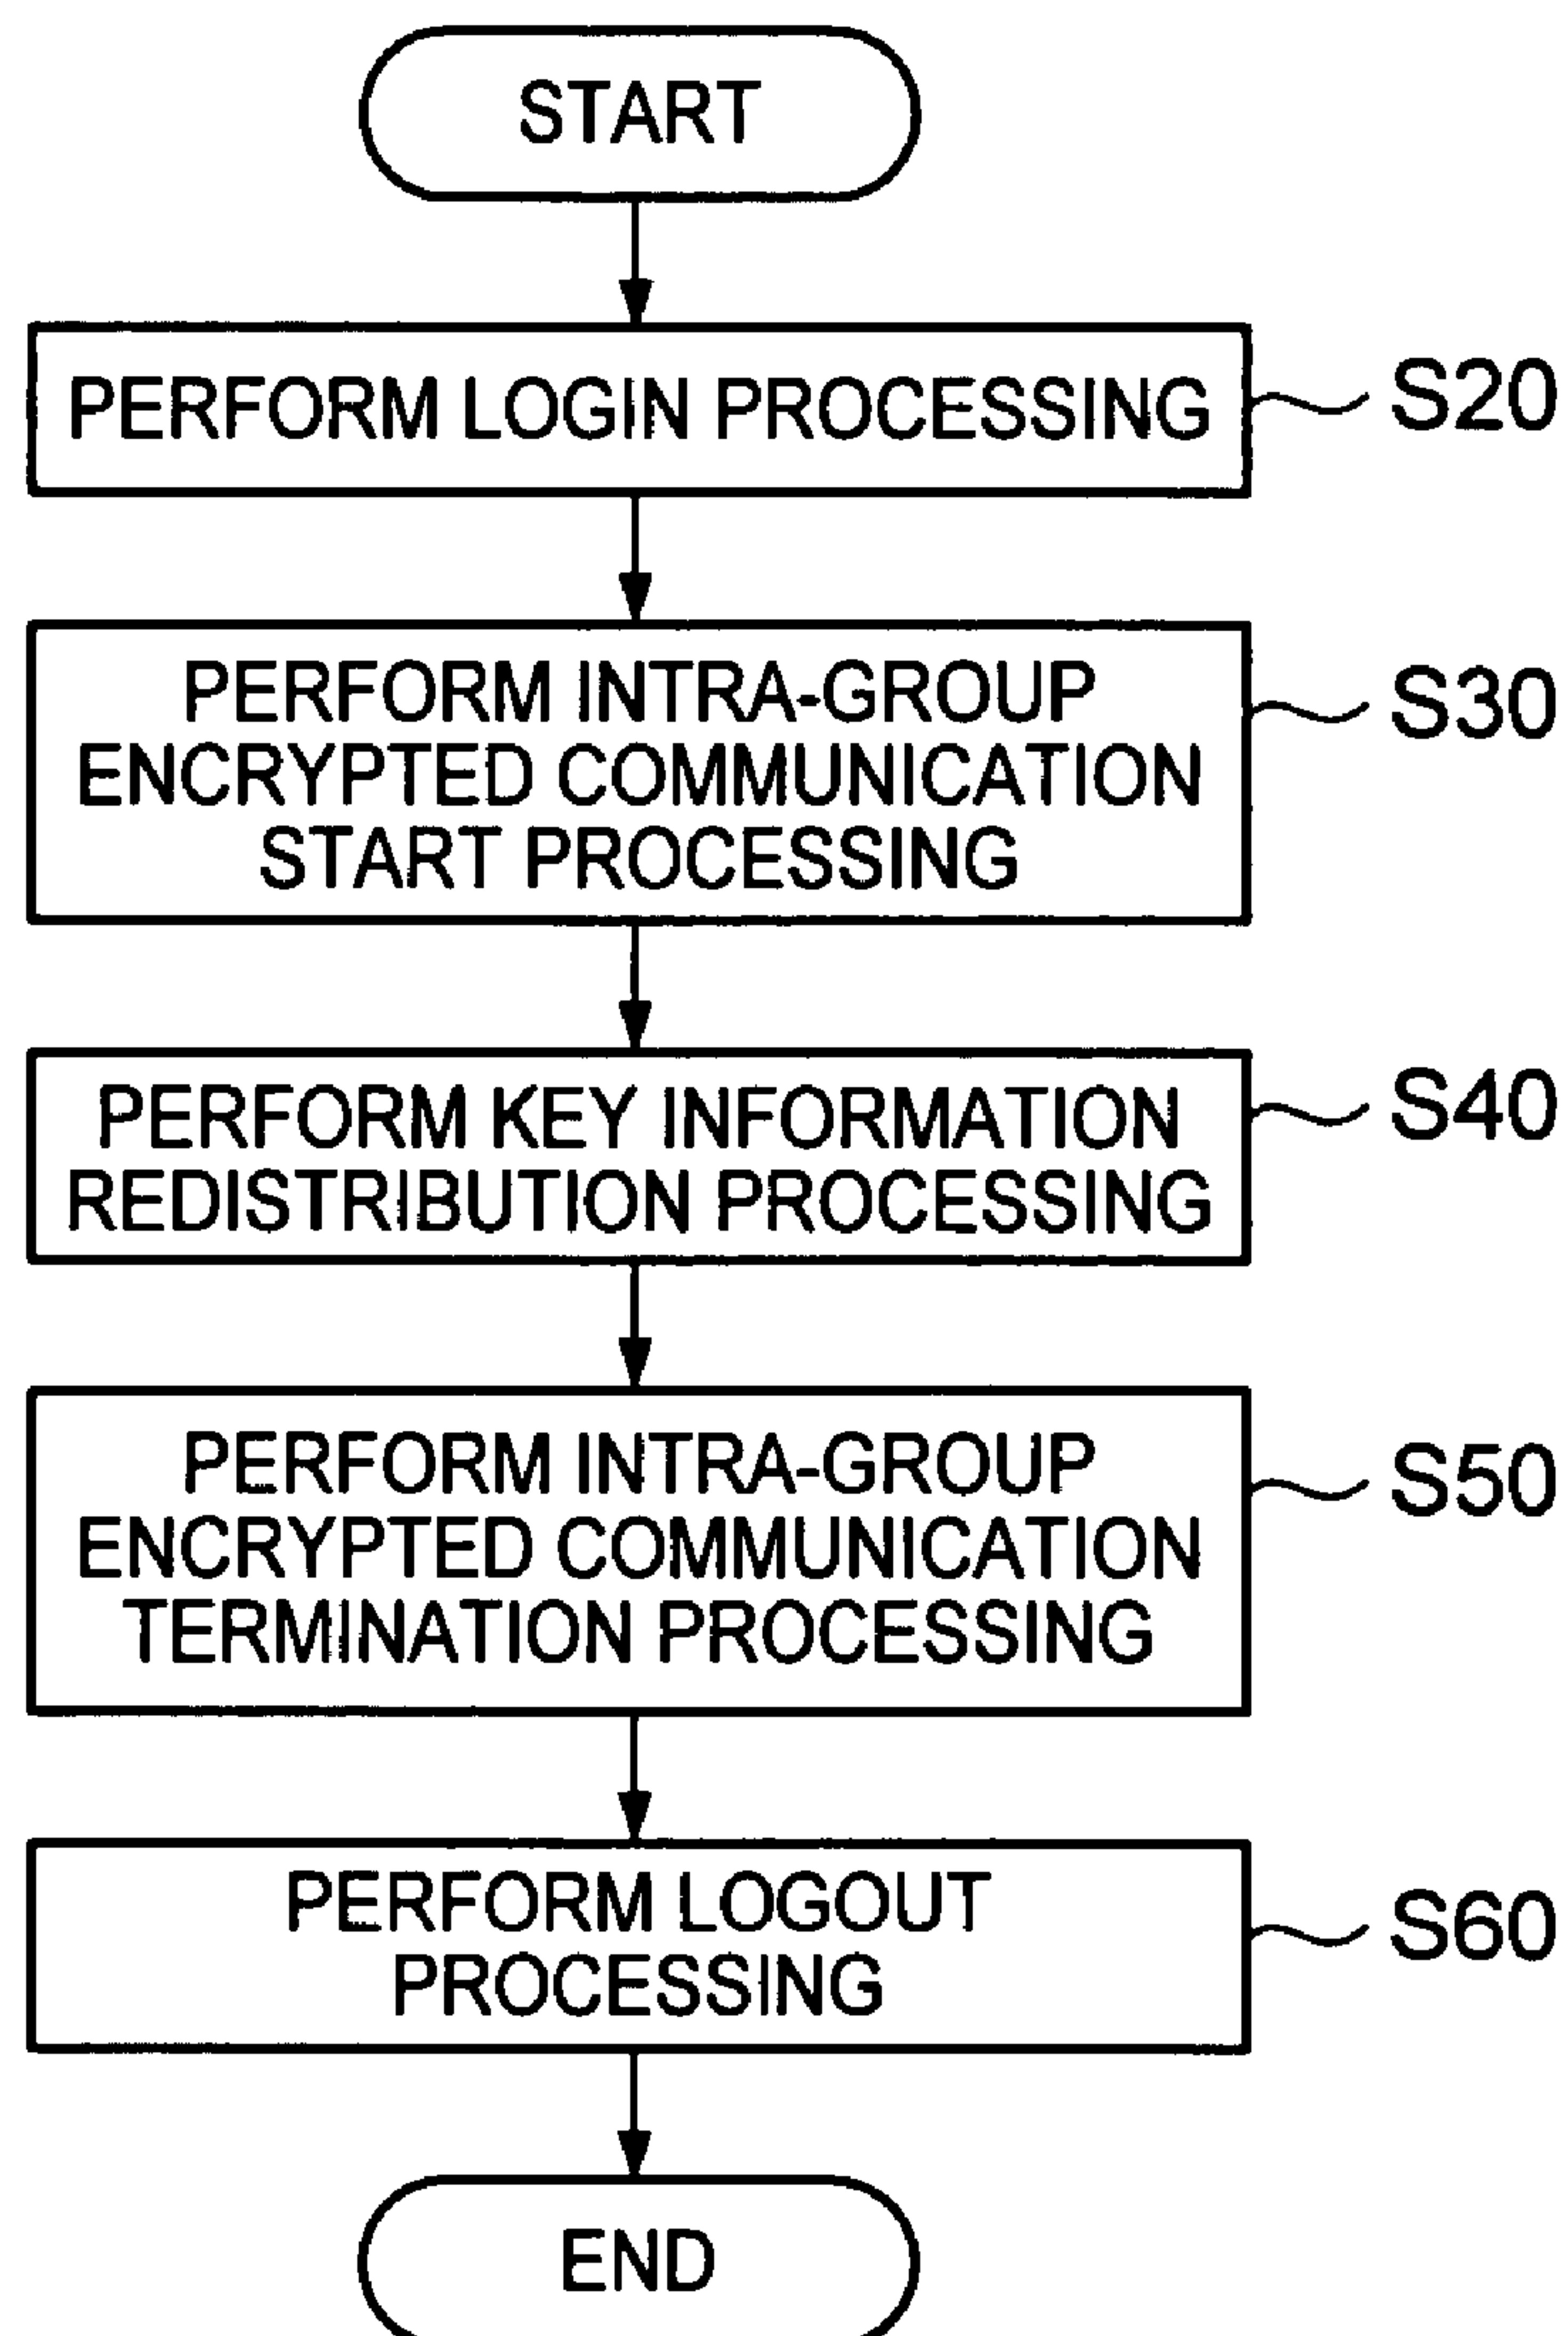 START
PERFORM LOGIN PROCESSING
S20
PERFORM INTRA-GROUP
ENCRYPTED COMMUNICATION
START PROCESSING
S30
PERFORM KEY INFORMATION
REDISTRIBUTION PROCESSING
S40
PERFORM INTRA-GROUP
ENCRYPTED COMMUNICATION
TERMINATION PROCESSING
S50
PERFORM LOGOUT
PROCESSING
S60
END